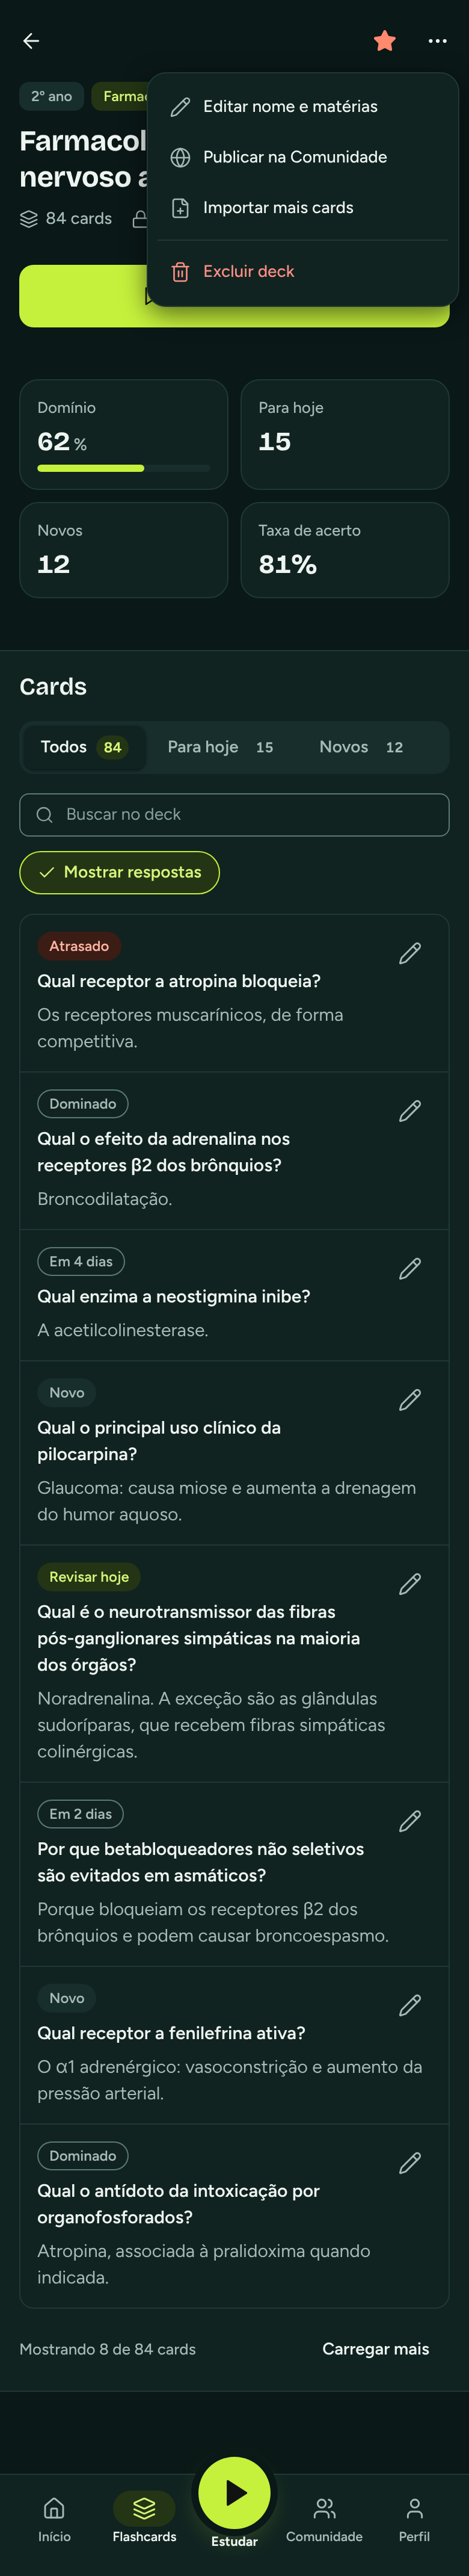 2º ano
Editar nome e matérias
Publicar na Comunidade
Importar mais cards
Excluir deck
Farmacol
nervoso
84 cards
Domínio
62 %
Para hoje
15
Novos
12
Taxa de acerto
81%
Cards
Todos 84 Para hoje 15 Novos 12
Buscar no deck
Mostrar respostas
Atrasado
Qual receptor a atropina bloqueia?
Os receptores muscarínicos, de forma
competitiva.
Dominado
Qual o efeito da adrenalina nos
receptores β2 dos brônquios?
Broncodilatação.
Em 4 dias
Qual enzima a neostigmina inibe?
A acetilcolinesterase.
Novo
Qual o principal uso clínico da
pilocarpina?
Glaucoma: causa miose e aumenta a drenagem
do humor aquoso.
Revisar hoje
Qual é o neurotransmissor das fibras
pós-ganglionares simpáticas na maioria
dos órgãos?
Noradrenalina. A exceção são as glândulas
sudoríparas, que recebem fibras simpáticas
colinérgicas.
Em 2 dias
Por que betabloqueadores não seletivos
são evitados em asmáticos?
Porque bloqueiam os receptores β2 dos
brônquios e podem causar broncoespasmo.
Novo
Qual receptor a fenilefrina ativa?
O α1 adrenérgico: vasoconstrição e aumento da
pressão arterial.
Dominado
Qual o antídoto da intoxicação por
organofosforados?
Atropina, associada à pralidoxima quando
indicada.
Mostrando 8 de 84 cards
Carregar mais
Início
Flashcards
Estudar
Comunidade
Perfil